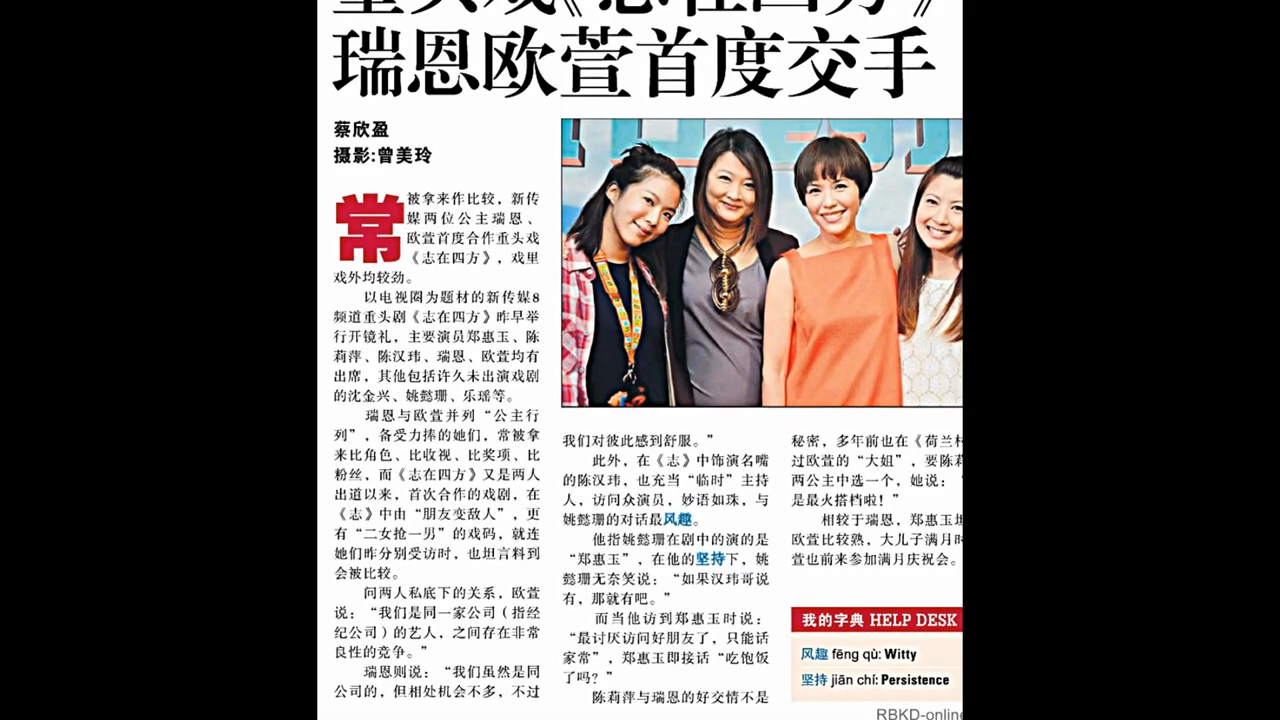 重头戏《志在四方》
瑞恩欧萱首度交手
蔡欣盈
摄影:曾美玲
常被拿来作比较，新传
媒两位公主瑞恩、
欧萱首度合作重头戏
《志在四方》，戏里
戏外均较劲。
以电视圈为题材的新传媒8
频道重头剧《志在四方》昨早举
行开镜礼，主要演员郑惠玉、陈
莉萍、陈汉玮、瑞恩、欧萱均有
出席，其他包括许久未出演戏剧
的沈金兴、姚懿珊、乐瑶等。
瑞恩与欧萱并列“公主行
列”，备受力捧的她们，常被拿
来比角色、比收视、比奖项、比
粉丝，而《志在四方》又是两人
出道以来，首次合作的戏剧，在
《志》中由“朋友变敌人”，更
有“二女抢一男”的戏码，就连
她们昨分别受访时，也坦言料到
会被比较。
问两人私底下的关系，欧萱
说：“我们是同一家公司（指经
纪公司）的艺人，之间存在非常
良性的竞争。”
瑞恩则说：“我们虽然是同
公司的，但相处机会不多，不过
我们对彼此感到舒服。”
此外，在《志》中饰演名嘴
的陈汉玮，也充当“临时”主持
人，访问众演员，妙语如珠，与
姚懿珊的对话最风趣。
他指姚懿珊在剧中的演的是
“郑惠玉”，在他的坚持下，姚
懿珊无奈笑说：“如果汉玮哥说
有，那就有吧。”
而当他访到郑惠玉时说：
“最讨厌访问好朋友了，只能话
家常”，郑惠玉即接话“吃饱饭
了吗？”
陈莉萍与瑞恩的好交情不是
秘密，多年前也在《荷兰村
过欧萱的“大姐”，要陈莉
两公主中选一个，她说：“
是最火搭档啦！”
相较于瑞恩，郑惠玉坦
欧萱比较熟，大儿子满月时
萱也前来参加满月庆祝会。
我的字典 HELP DESK
风趣 fēng qù: Witty
坚持 jiān chí: Persistence
RBKD-online